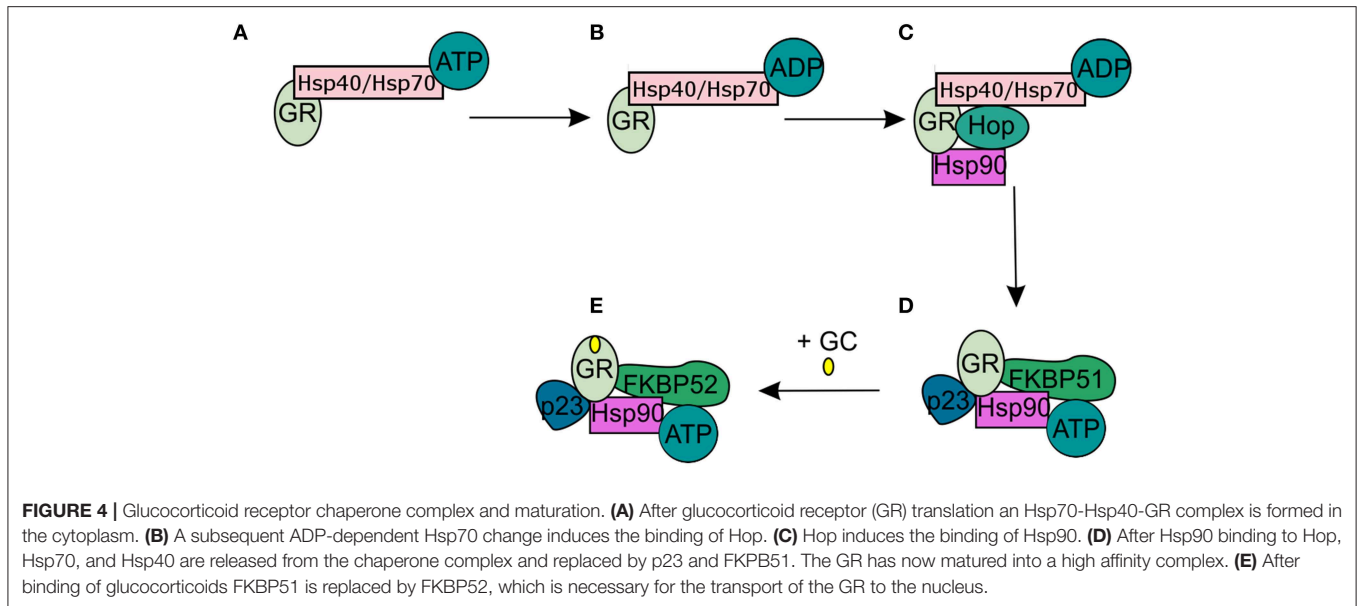 A
B
C
ATP
Hsp40/Hsp70
GR
ADP
Hsp40/Hsp70
GR
ADP
Hsp40/Hsp70
GR
Hop
Hsp90
E
D
+ GC
GR
FKBP52
p23
Hsp90
ATP
GR
FKBP51
p23
Hsp90
ATP
FIGURE 4 | Glucocorticoid receptor chaperone complex and maturation. (A) After glucocorticoid receptor (GR) translation an Hsp70-Hsp40-GR complex is formed in
the cytoplasm. (B) A subsequent ADP-dependent Hsp70 change induces the binding of Hop. (C) Hop induces the binding of Hsp90. (D) After Hsp90 binding to Hop,
Hsp70, and Hsp40 are released from the chaperone complex and replaced by p23 and FKPB51. The GR has now matured into a high affinity complex. (E) After
binding of glucocorticoids FKBP51 is replaced by FKBP52, which is necessary for the transport of the GR to the nucleus.